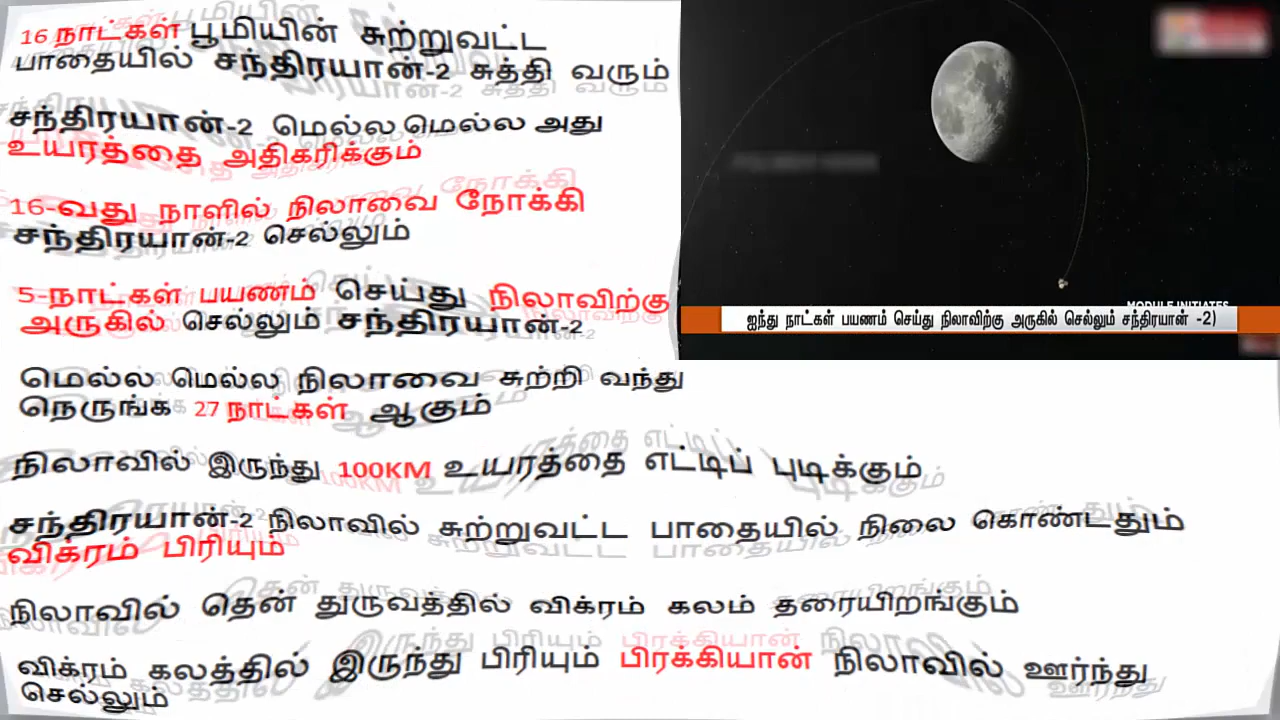 16 நாட்கள் பூமியின் சுற்றுவட்ட
பாதையில் சந்திரயான்-2 சுத்தி வரும்
சந்திரயான்-2 மெல்ல மெல்ல அது
உயரத்தை அதிகரிக்கும்
16-வது நாளில் நிலாவை நோக்கி
சந்திரயான்-2 செல்லும்
5-நாட்கள் பயணம் செய்து நிலாவிற்கு
அருகில் செல்லும் சந்திரயான்-2
மெல்ல மெல்ல நிலாவை சுற்றி வந்து
நெருங்க 27 நாட்கள் ஆகும்
நிலாவில் இருந்து 100KM உயரத்தை எட்டிப் புடிக்கும்
சந்திரயான்-2 நிலாவில் சுற்றுவட்ட பாதையில் நிலை கொண்டதும்
விக்ரம் பிரியும்
நிலாவில் தென் துருவத்தில் விக்ரம் கலம் தரையிறங்கும்
விக்ரம் கலத்தில் இருந்து பிரியும் பிரக்கியான் நிலாவில் ஊர்ந்து
செல்லும்
MODULE INITIATES
ஐந்து நாட்கள் பயணம் செய்து நிலாவிற்கு அருகில் செல்லும் சந்திரயான் -2)